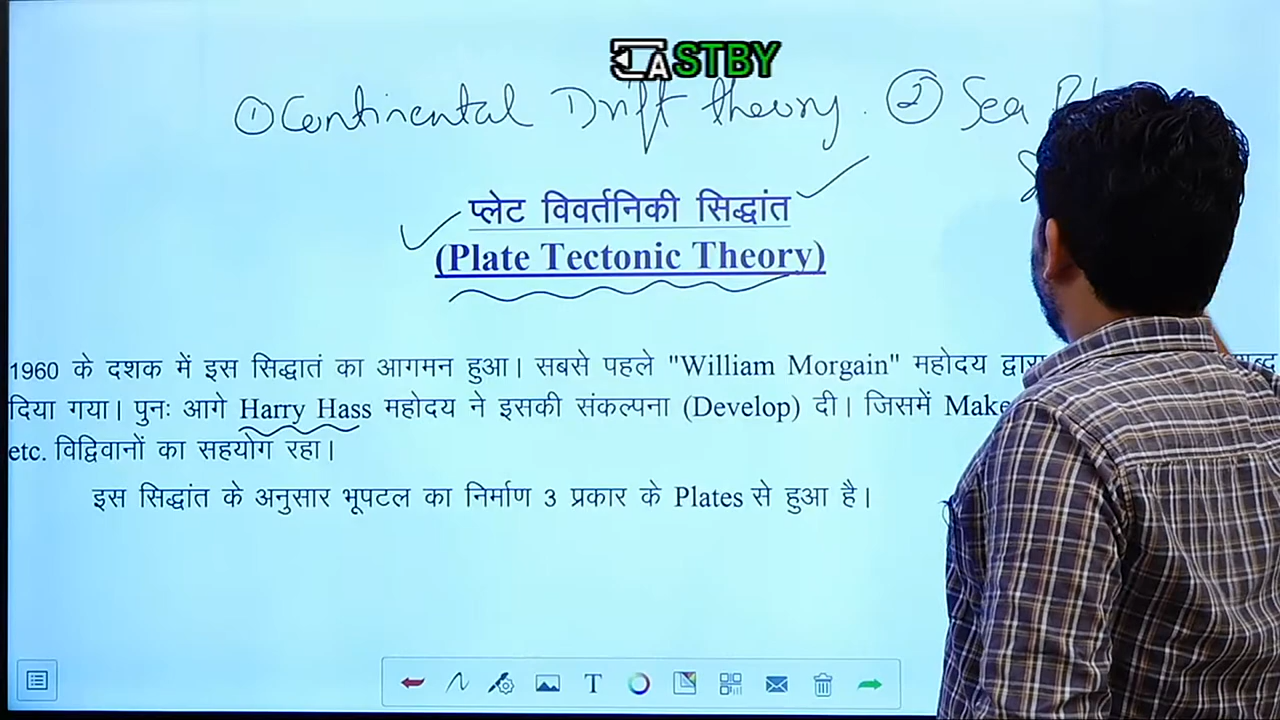 STBY
① Continental Drift theory. ② Sea
प्लेट विवर्तनिकी सिद्धांत
(Plate Tectonic Theory)
1960 के दशक में इस सिद्धातं का आगमन हुआ। सबसे पहले "William Morgain" महोदय द्वारा शब्द
दिया गया। पुनः आगे Harry Hass महोदय ने इसकी संकल्पना (Develop) दी। जिसमें
etc. विद्विवानों का सहयोग रहा।
इस सिद्धांत के अनुसार भूपटल का निर्माण 3 प्रकार के Plates से हुआ है।
T